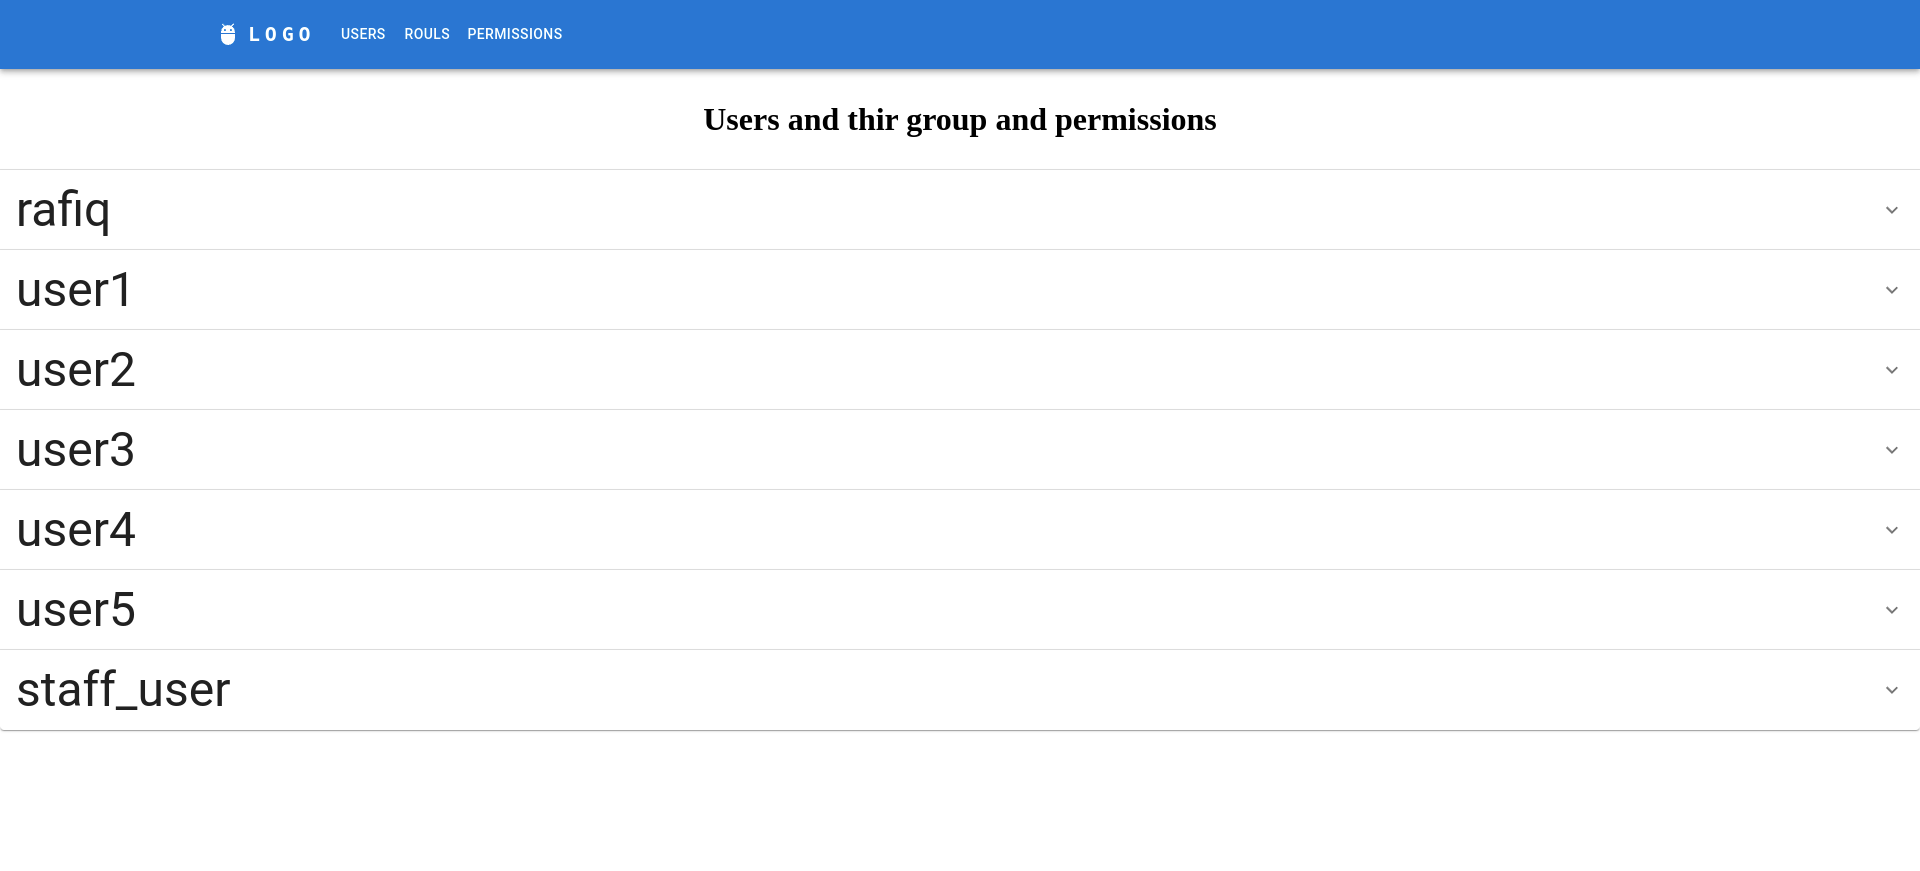 LOGO USERS ROULS PERMISSIONS
Users and thir group and permissions
rafiq
user1
user2
user3
user4
user5
staff_user